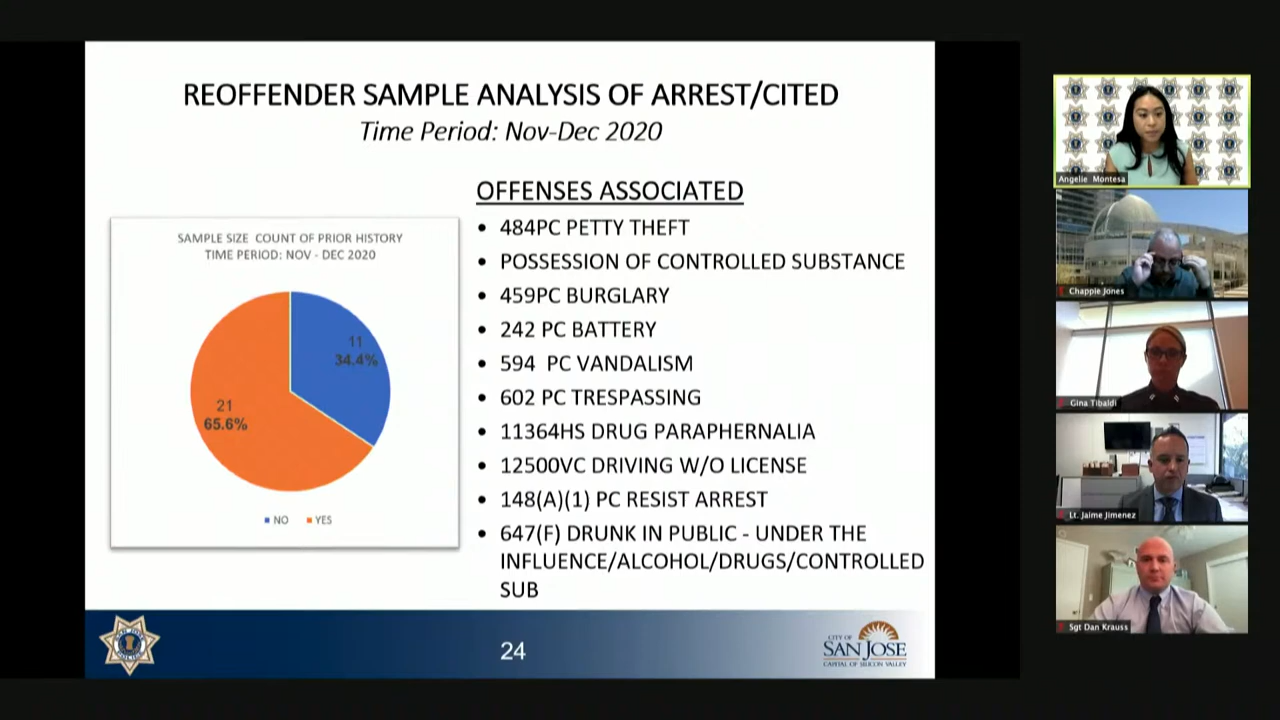 REOFFENDER SAMPLE ANALYSIS OF ARREST/CITED
Time Period: Nov-Dec 2020
SAMPLE SIZE COUNT OF PRIOR HISTORY
TIME PERIOD: NOV - DEC 2020
11
34.4%
21
65.6%
NO YES
OFFENSES ASSOCIATED
• 484PC PETTY THEFT
• POSSESSION OF CONTROLLED SUBSTANCE
• 459PC BURGLARY
• 242 PC BATTERY
• 594 PC VANDALISM
• 602 PC TRESPASSING
• 11364HS DRUG PARAPHERNALIA
• 12500VC DRIVING W/O LICENSE
• 148(A)(1) PC RESIST ARREST
• 647(F) DRUNK IN PUBLIC - UNDER THE
INFLUENCE/ALCOHOL/DRUGS/CONTROLLED
SUB
24
CITY OF
SAN JOSE
CAPITAL OF SILICON VALLEY
Angelie Montesa
Chappie Jones
Gina Tibaldi
Lt. Jaime Jimenez
Sgt Dan Krauss